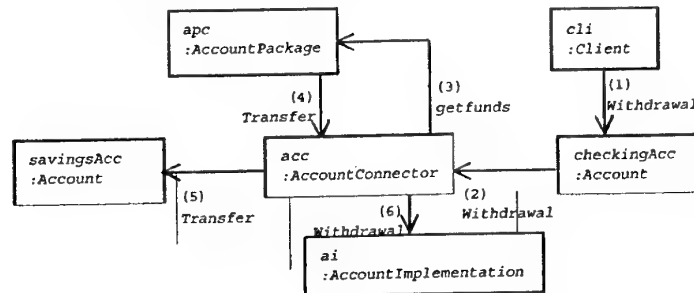 apc
:AccountPackage
cli
:Client
(4)
Transfer
(3)
getfunds
(1)
Withdrawal
savingsAcc
:Account
acc
:AccountConnector
checkingAcc
:Account
(5)
Transfer
(6)
Withdrawal
(2)
Withdrawal
ai
:AccountImplementation